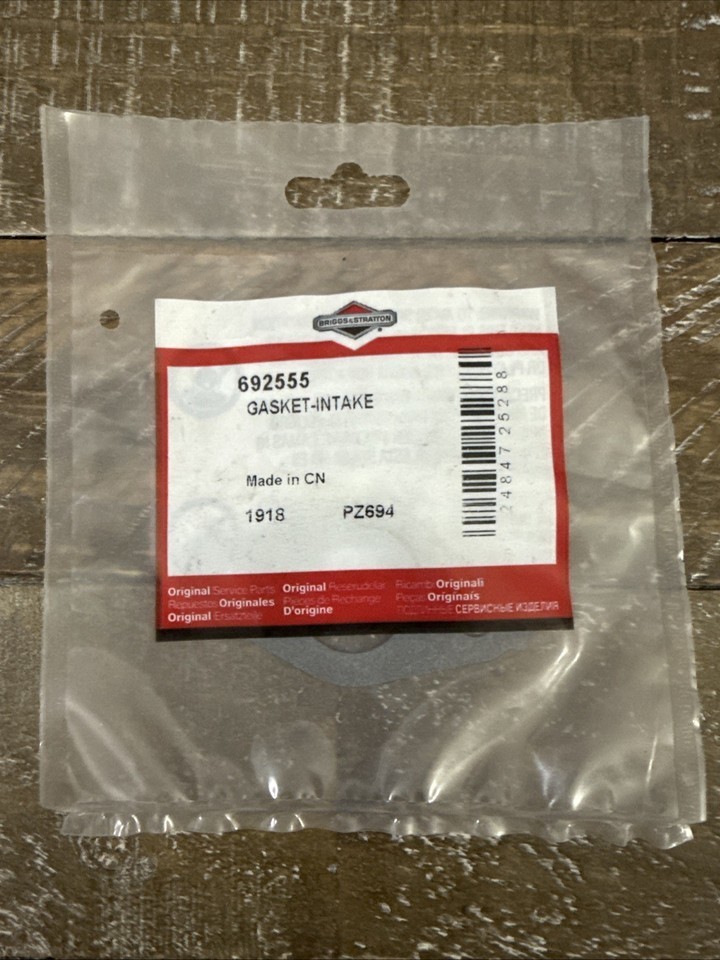 BRIGGS & STRATTON
692555
GASKET-INTAKE
Made in CN
1918 PZ694
24847 25288
Original Service Parts Original Reservdelar Ricambi Originali
Repuestos Originales Pièces de Rechange Peças Originais
Original Ersatzteile D'origine ПОДЛИННЫЕ СЕРВИСНЫЕ ИЗДЕЛИЯ